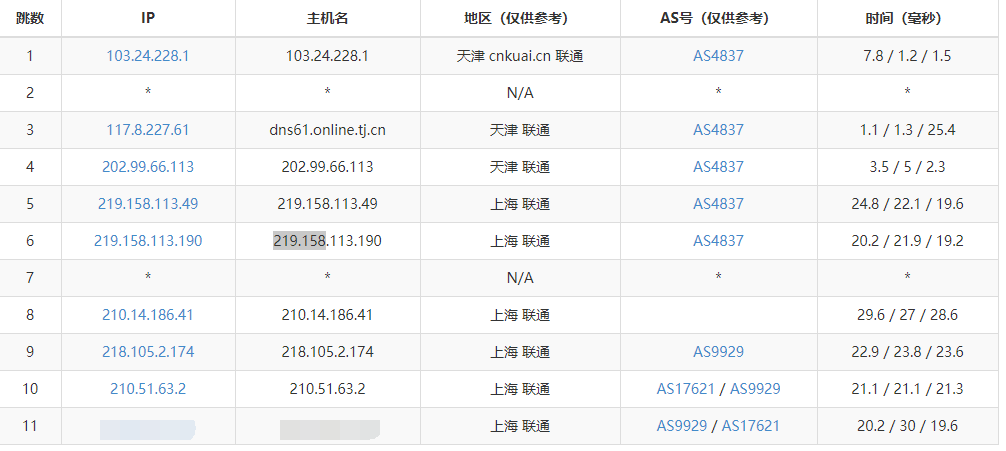 跳数 IP 主机名 地区（仅供参考） AS号（仅供参考） 时间（毫秒）
1 103.24.228.1 103.24.228.1 天津 cnkuai.cn 联通 AS4837 7.8 / 1.2 / 1.5
2 * * N/A * *
3 117.8.227.61 dns61.online.tj.cn 天津 联通 AS4837 1.1 / 1.3 / 25.4
4 202.99.66.113 202.99.66.113 天津 联通 AS4837 3.5 / 5 / 2.3
5 219.158.113.49 219.158.113.49 上海 联通 AS4837 24.8 / 22.1 / 19.6
6 219.158.113.190 219.158.113.190 上海 联通 AS4837 20.2 / 21.9 / 19.2
7 * * N/A * *
8 210.14.186.41 210.14.186.41 上海 联通 29.6 / 27 / 28.6
9 218.105.2.174 218.105.2.174 上海 联通 AS9929 22.9 / 23.8 / 23.6
10 210.51.63.2 210.51.63.2 上海 联通 AS17621 / AS9929 21.1 / 21.1 / 21.3
11 上海 联通 AS9929 / AS17621 20.2 / 30 / 19.6